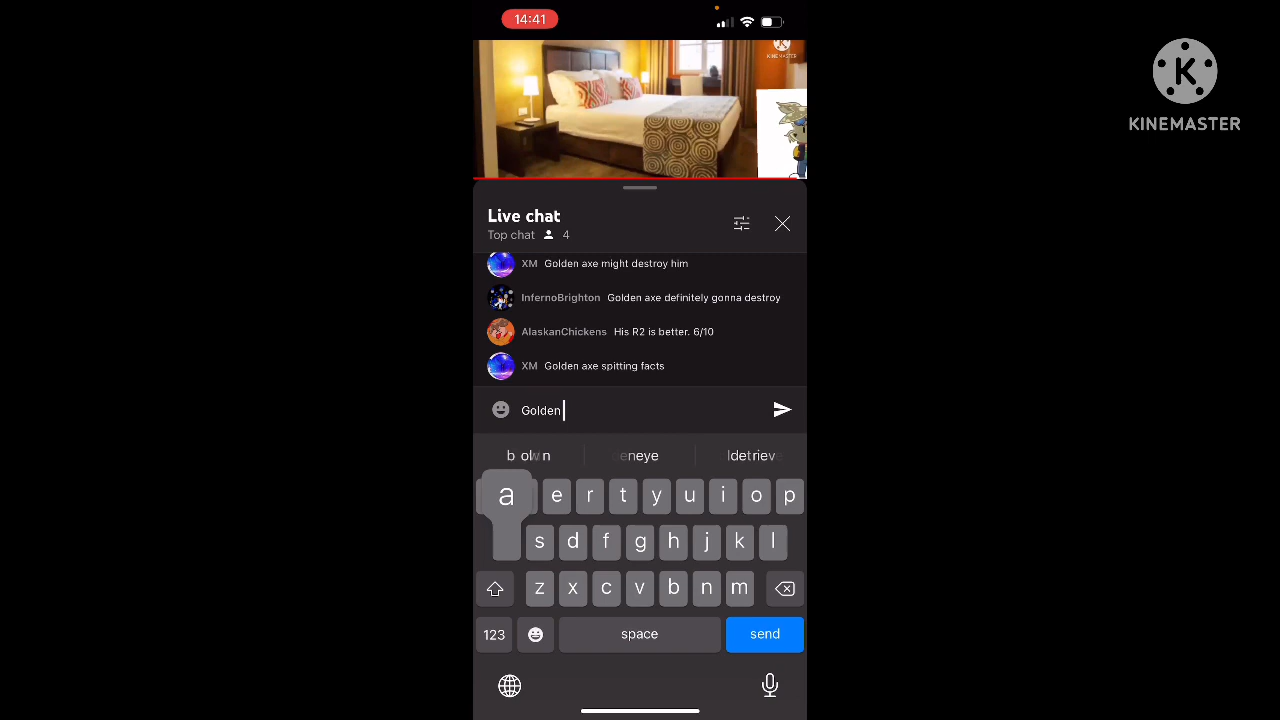 14:41
KINEMASTER
KINEMASTER
Live chat
Top chat 4
XM Golden axe might destroy him
InfernoBrighton Golden axe definitely gonna destroy
AlaskanChickens His R2 is better. 6/10
XM Golden axe spitting facts
Golden
a e r t y u i o p
s d f g h j k l
z x c v b n m
123 space send